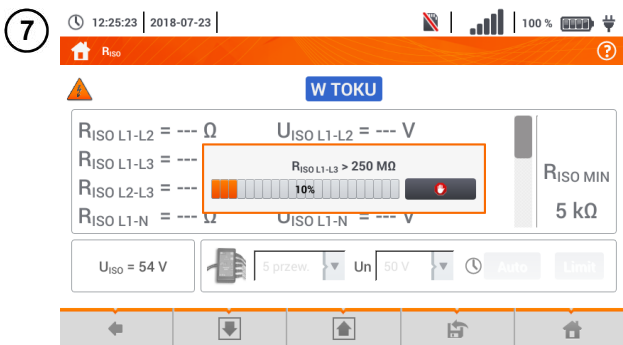 7
12:25:23 2018-07-23 100 %
RISO ?
W TOKU
RISO L1-L2 = --- Ω UISO L1-L2 = --- V
RISO L1-L3 = ---
RISO L1-L3 > 250 MΩ
RISO L2-L3 = ---
10%
RISO L1-N = --- Ω UISO L1-N = --- V
RISO MIN
5 kΩ
UISO = 54 V 5 przew. Un 50 V Auto Limit